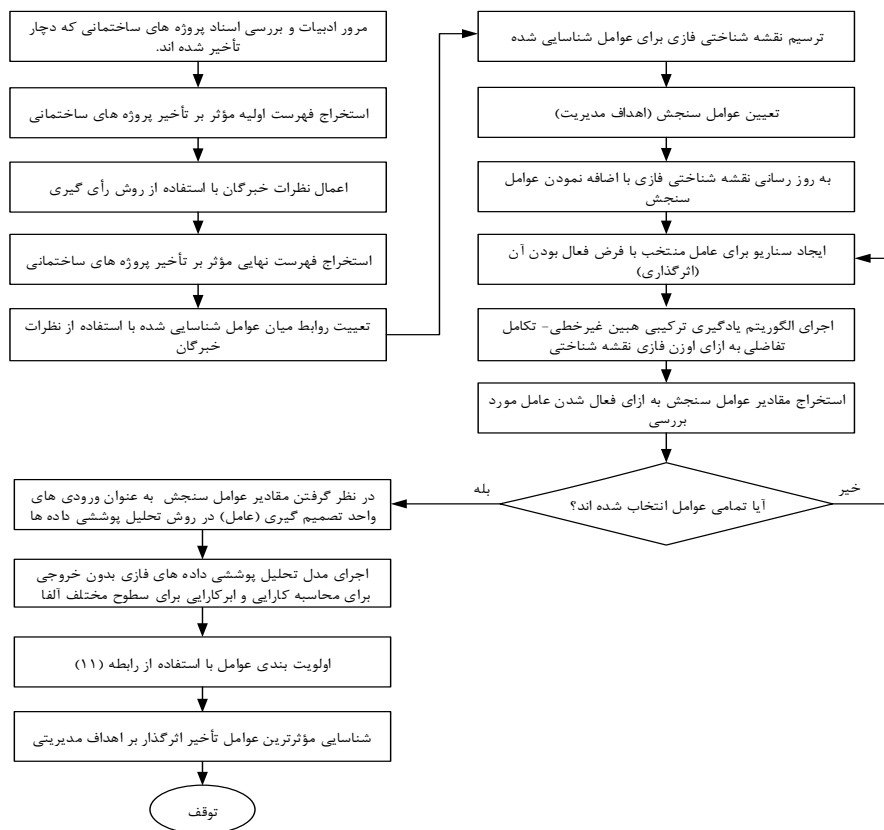 مرور ادبیات و بررسی اسناد پروژه های ساختمانی که دچار
تأخیر شده اند.
استخراج فهرست اولیه مؤثر بر تأخیر پروژه های ساختمانی
اعمال نظرات خبرگان با استفاده از روش رأی گیری
استخراج فهرست نهایی مؤثر بر تأخیر پروژه های ساختمانی
تعییت روابط میان عوامل شناسایی شده با استفاده از نظرات
خبرگان
ترسیم نقشه شناختی فازی برای عوامل شناسایی شده
تعیین عوامل سنجش (اهداف مدیریت)
به روز رسانی نقشه شناختی فازی با اضافه نمودن عوامل
سنجش
ایجاد سناریو برای عامل منتخب با فرض فعال بودن آن
(اثرگذاری)
اجرای الگوریتم یادگیری ترکیبی هبین غیرخطی- تکامل
تفاضلی به ازای اوزن فازی نقشه شناختی
استخراج مقادیر عوامل سنجش به ازای فعال شدن عامل مورد
بررسی
آیا تمامی عوامل انتخاب شده اند؟
خیر
بله
در نظر گرفتن مقادیر عوامل سنجش به عنوان ورودی های
واحد تصمیم گیری (عامل) در روش تحلیل پوششی داده ها
اجرای مدل تحلیل پوششی داده های فازی بدون خروجی
برای محاسبه کارایی و ابرکارایی برای سطوح مختلف آلفا
اولویت بندی عوامل با استفاده از رابطه (۱۱)
شناسایی مؤثرترین عوامل تأخیر اثرگذار بر اهداف مدیریتی
توقف